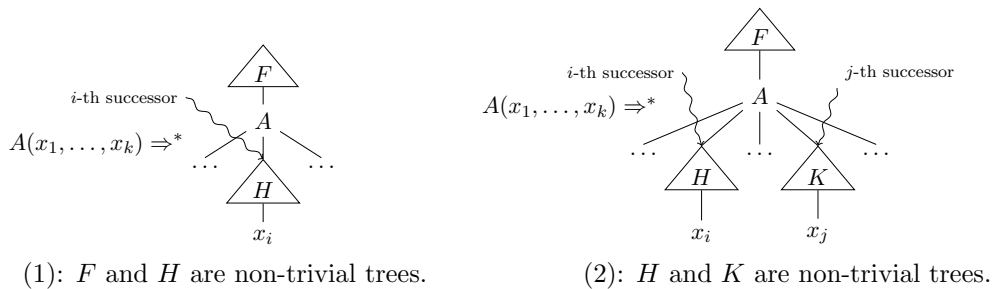 F
i-th successor
A
A(x₁, . . . , xₖ) ⇒*
. . . . . .
H
xᵢ
(1): F and H are non-trivial trees.
F
i-th successor j-th successor
A
A(x₁, . . . , xₖ) ⇒*
. . . . . . . . .
H K
xᵢ xⱼ
(2): H and K are non-trivial trees.